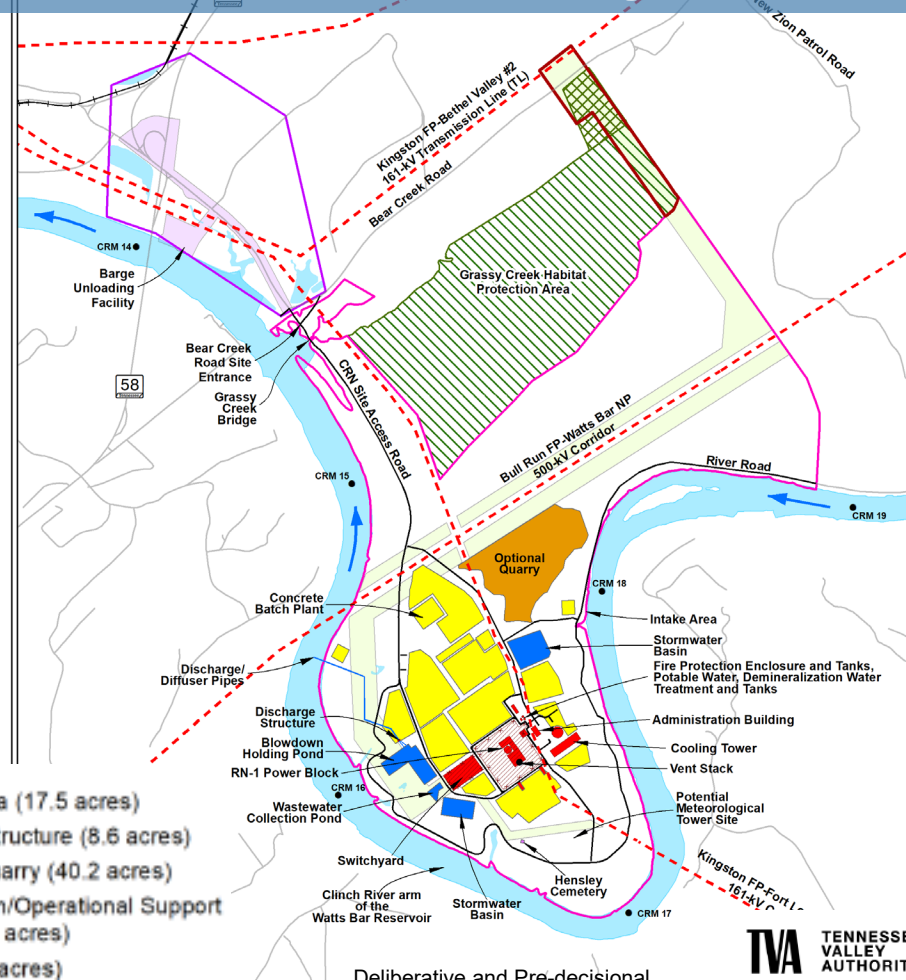 New Zion Patrol Road
Kingston FP-Bethel Valley #2
161-kV Transmission Line (TL)
Bear Creek Road
CRM 14
Barge
Unloading
Facility
Grassy Creek Habitat
Protection Area
Bear Creek
Road Site
Entrance
58
Grassy
Creek
Bridge
CRN Site Access Road
Bull Run FP-Watts Bar NP
500-kV Corridor
River Road
CRM 15
CRM 19
Optional
Quarry
CRM 18
Concrete
Batch Plant
Intake Area
Stormwater
Basin
Discharge/
Diffuser Pipes
Fire Protection Enclosure and Tanks,
Potable Water, Demineralization Water
Treatment and Tanks
Discharge
Structure
Administration Building
Blowdown
Holding Pond
Cooling Tower
RN-1 Power Block
Vent Stack
CRM 16
Wastewater
Collection Pond
Potential
Meteorological
Tower Site
Switchyard
Clinch River arm
of the
Watts Bar Reservoir
Stormwater
Basin
Hensley
Cemetery
Kingston FP-Fort
161-kV
CRM 17
a (17.5 acres)
tructure (8.6 acres)
arry (40.2 acres)
n/Operational Support
acres)
acres)
TVA
TENNESSE
VALLEY
AUTHORIT
Deliberative and Pre-decisional